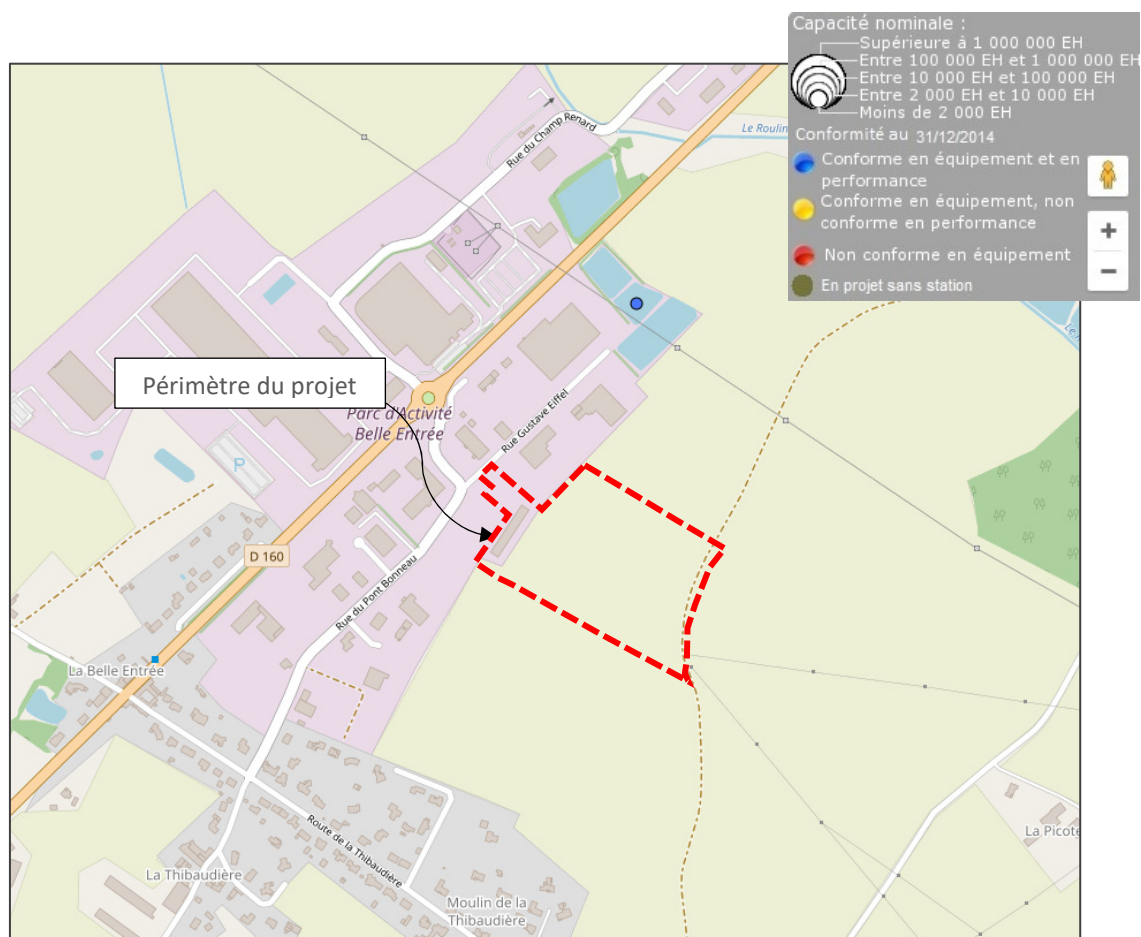 Capacité nominale :
Supérieure à 1 000 000 EH
Entre 100 000 EH et 1 000 000 EH
Entre 10 000 EH et 100 000 EH
Entre 2 000 EH et 10 000 EH
Moins de 2 000 EH
Conformité au 31/12/2014
Conforme en équipement et en
performance
Conforme en équipement, non
conforme en performance
Non conforme en équipement
En projet sans station
+
−
Rue du Champ Renard
Le Roulin
Périmètre du projet
Parc d'Activité
Belle Entrée
Rue Gustave Eiffel
P
D 160
Rue du Pont Bonneau
La Belle Entrée
Route de la Thibaudière
La Thibaudière
Moulin de la
Thibaudière
La Picote